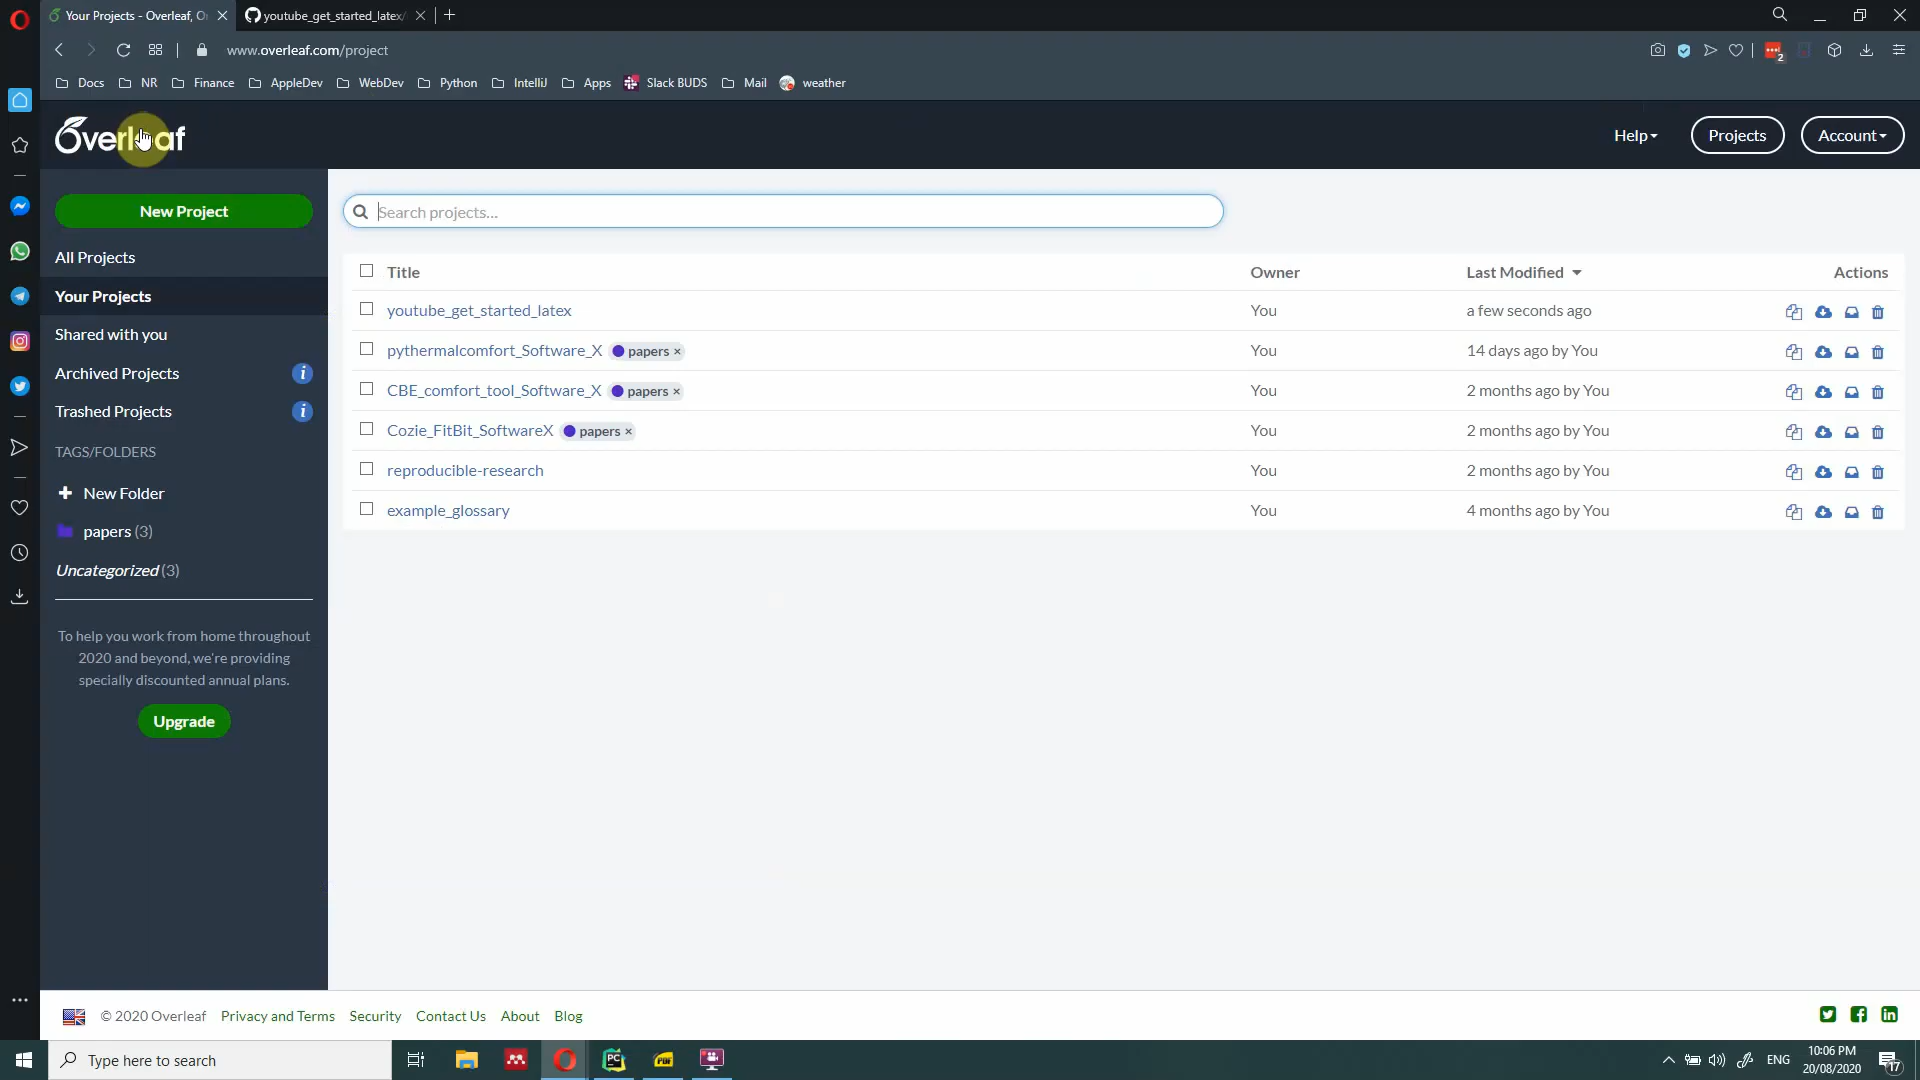 Your Projects - Overleaf, O
youtube_get_started_latex/
www.overleaf.com/project
Docs NR Finance AppleDev WebDev Python IntelliJ Apps Slack BUDS Mail weather
Overleaf
Help
Projects
Account
New Project
Search projects...
All Projects
Your Projects
Shared with you
Archived Projects
Trashed Projects
TAGS/FOLDERS
New Folder
papers (3)
Uncategorized (3)
To help you work from home throughout
2020 and beyond, we're providing
specially discounted annual plans.
Upgrade
Title Owner Last Modified Actions
youtube_get_started_latex You a few seconds ago
pythermalcomfort_Software_X papers × You 14 days ago by You
CBE_comfort_tool_Software_X papers × You 2 months ago by You
Cozie_FitBit_SoftwareX papers × You 2 months ago by You
reproducible-research You 2 months ago by You
example_glossary You 4 months ago by You
© 2020 Overleaf Privacy and Terms Security Contact Us About Blog
Type here to search
PC
PDF
ENG
10:06 PM
20/08/2020
17